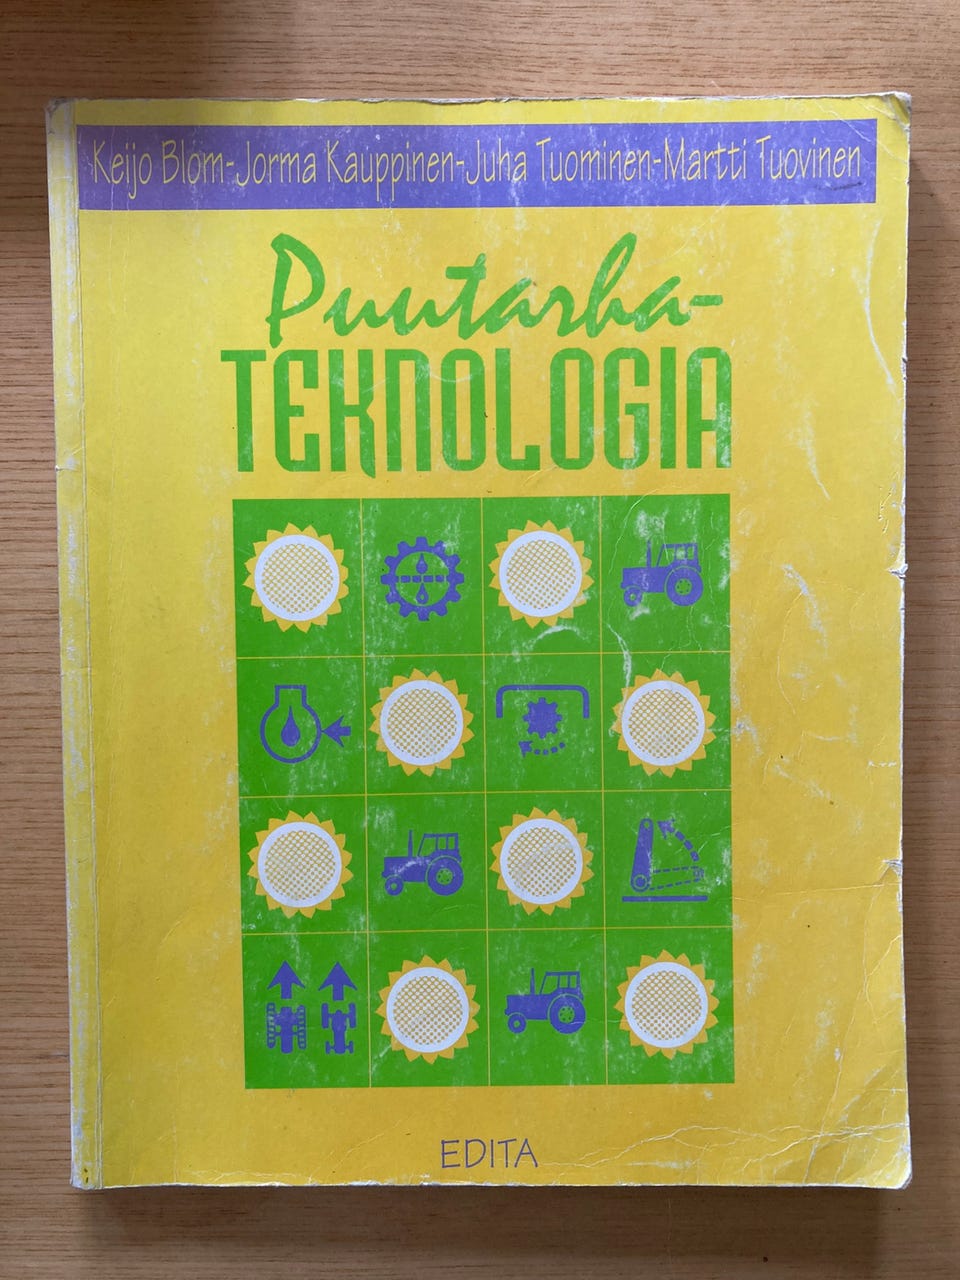 Keijo Blom-Jorma Kauppinen-Juha Tuominen-Martti Tuovinen
Puutarha-
TEKNOLOGIA
EDITA